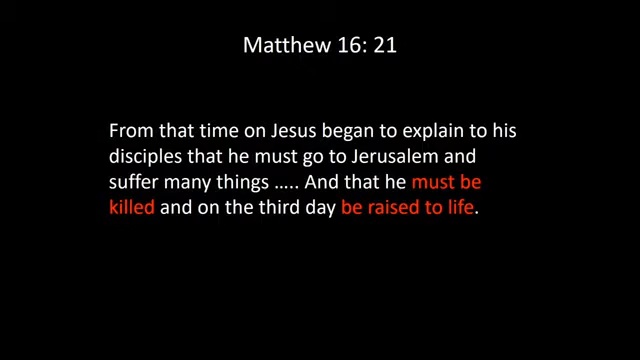 Matthew 16: 21
From that time on Jesus began to explain to his
disciples that he must go to Jerusalem and
suffer many things ..... And that he must be
killed and on the third day be raised to life.